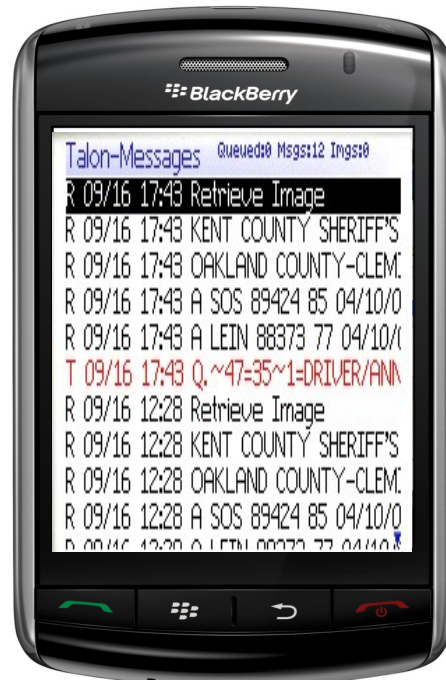 BlackBerry
Talon-Messages Queued:0 Msgs:12 Imgs:0
R 09/16 17:43 Retrieve Image
R 09/16 17:43 KENT COUNTY SHERIFF'S
R 09/16 17:43 OAKLAND COUNTY-CLEM
R 09/16 17:43 A SOS 89424 85 04/10/0
R 09/16 17:43 A LEIN 88373 77 04/10/
T 09/16 17:43 Q.~47=35~1=DRIVER/ANN
R 09/16 12:28 Retrieve Image
R 09/16 12:28 KENT COUNTY SHERIFF'S
R 09/16 12:28 OAKLAND COUNTY-CLEM
R 09/16 12:28 A SOS 89424 85 04/10/0